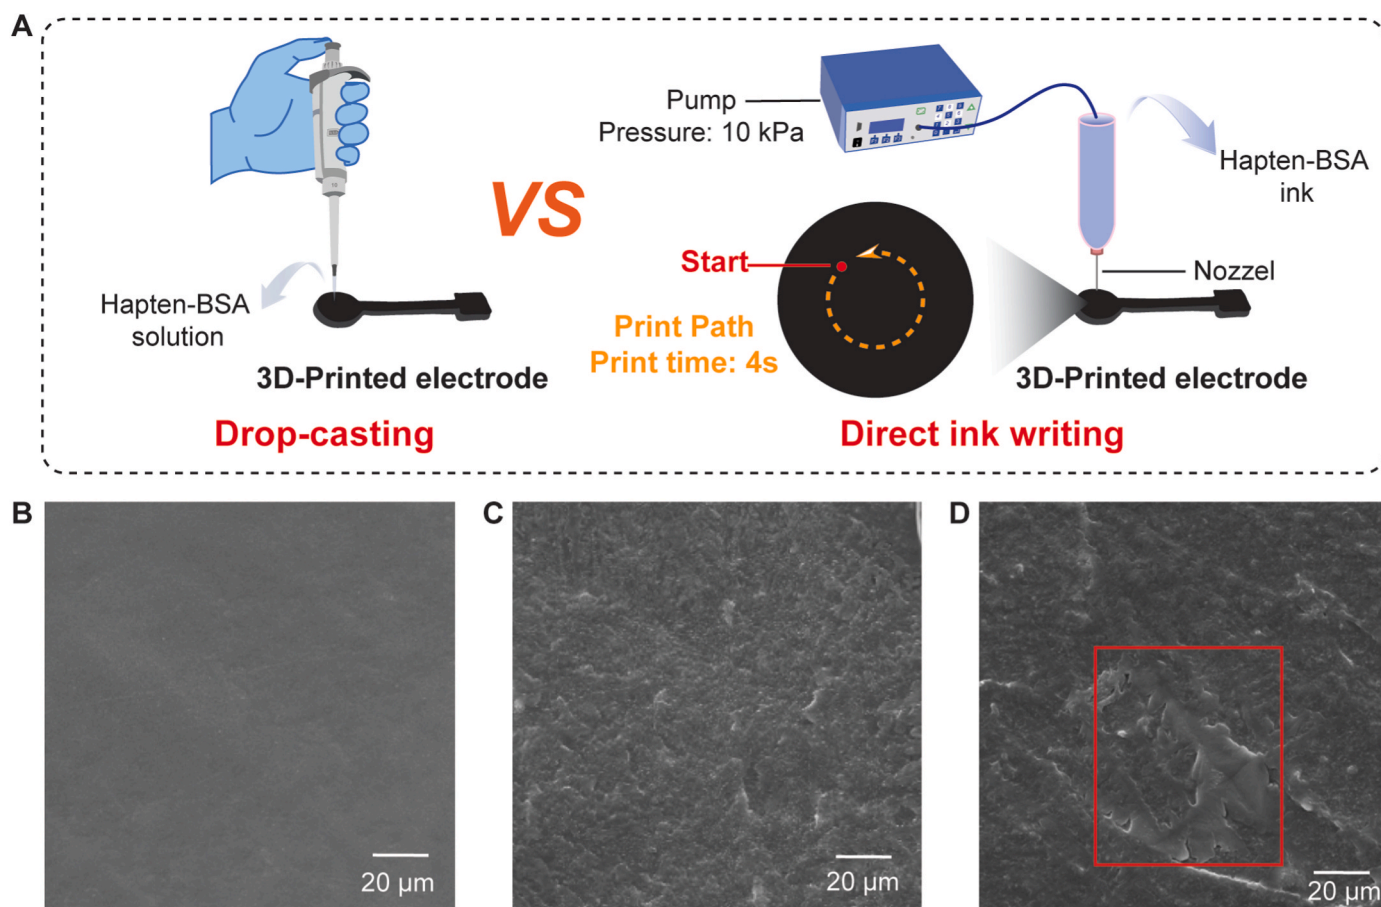 A
Pump
Pressure: 10 kPa
Hapten-BSA
ink
VS
Start
Nozzel
Hapten-BSA
solution
Print Path
Print time: 4s
3D-Printed electrode
3D-Printed electrode
Drop-casting
Direct ink writing
B
C
D
20 µm
20 µm
20 µm